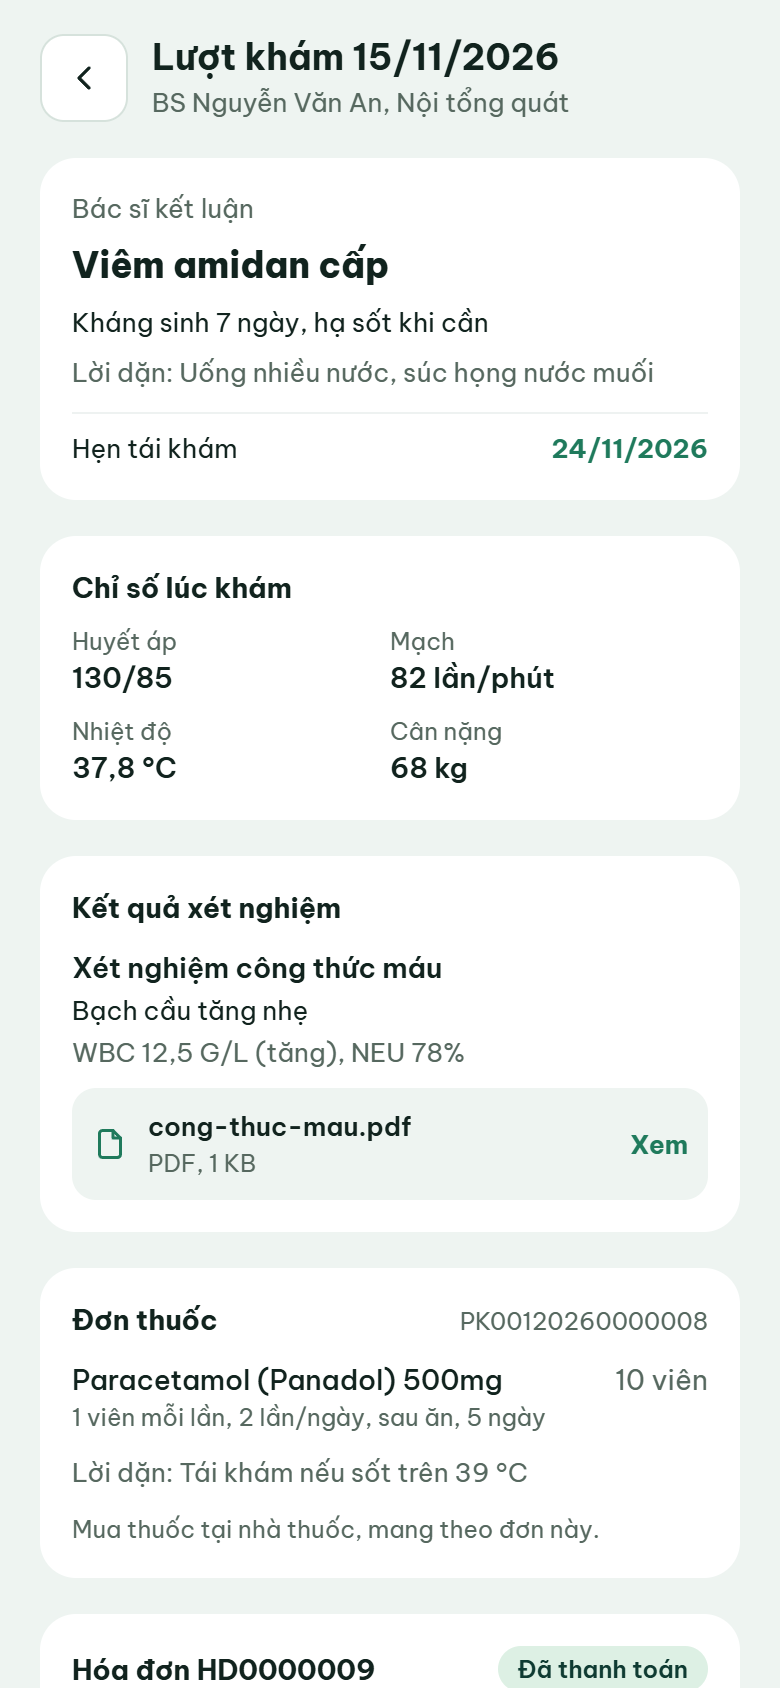 Lượt khám 15/11/2026
BS Nguyễn Văn An, Nội tổng quát
Bác sĩ kết luận
Viêm amidan cấp
Kháng sinh 7 ngày, hạ sốt khi cần
Lời dặn: Uống nhiều nước, súc họng nước muối
Hẹn tái khám 24/11/2026
Chỉ số lúc khám
Huyết áp Mạch
130/85 82 lần/phút
Nhiệt độ Cân nặng
37,8 °C 68 kg
Kết quả xét nghiệm
Xét nghiệm công thức máu
Bạch cầu tăng nhẹ
WBC 12,5 G/L (tăng), NEU 78%
cong-thuc-mau.pdf
PDF, 1 KB
Xem
Đơn thuốc PK00120260000008
Paracetamol (Panadol) 500mg 10 viên
1 viên mỗi lần, 2 lần/ngày, sau ăn, 5 ngày
Lời dặn: Tái khám nếu sốt trên 39 °C
Mua thuốc tại nhà thuốc, mang theo đơn này.
Hóa đơn HD0000009 Đã thanh toán